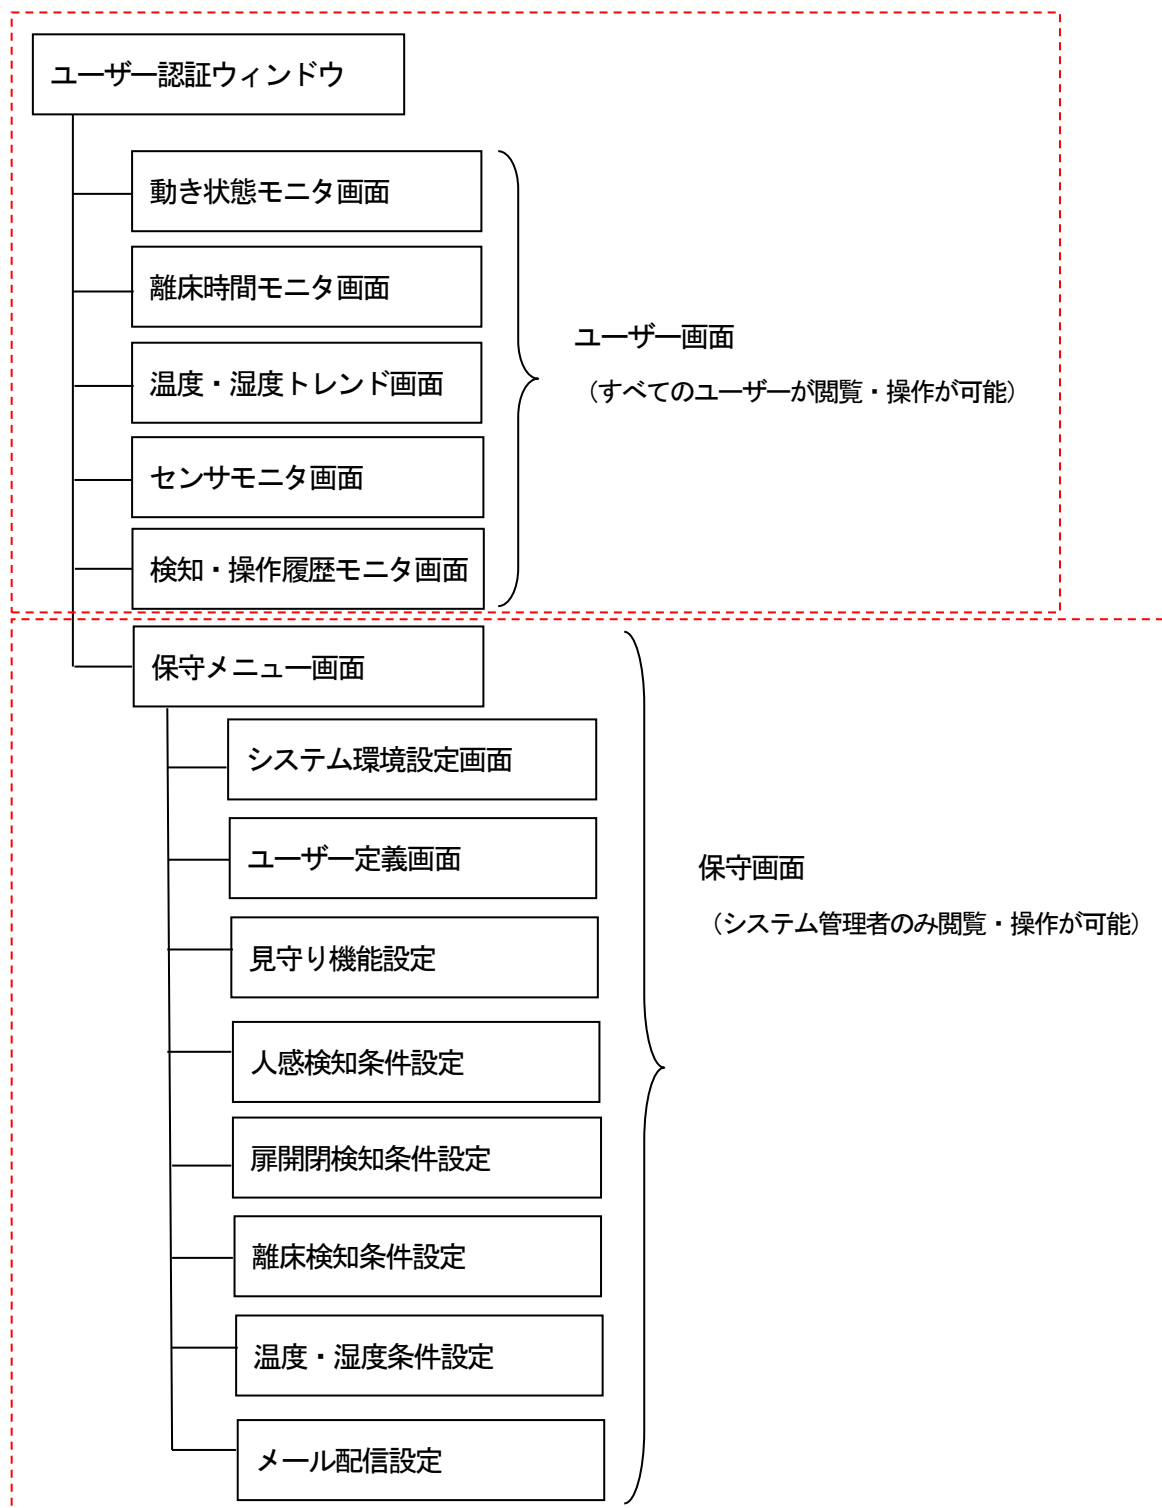 ユーザー認証ウィンドウ
動き状態モニタ画面
離床時間モニタ画面
温度・湿度トレンド画面
センサモニタ画面
検知・操作履歴モニタ画面
ユーザー画面
（すべてのユーザーが閲覧・操作が可能）
保守メニュー画面
システム環境設定画面
ユーザー定義画面
見守り機能設定
人感検知条件設定
扉開閉検知条件設定
離床検知条件設定
温度・湿度条件設定
メール配信設定
保守画面
（システム管理者のみ閲覧・操作が可能）